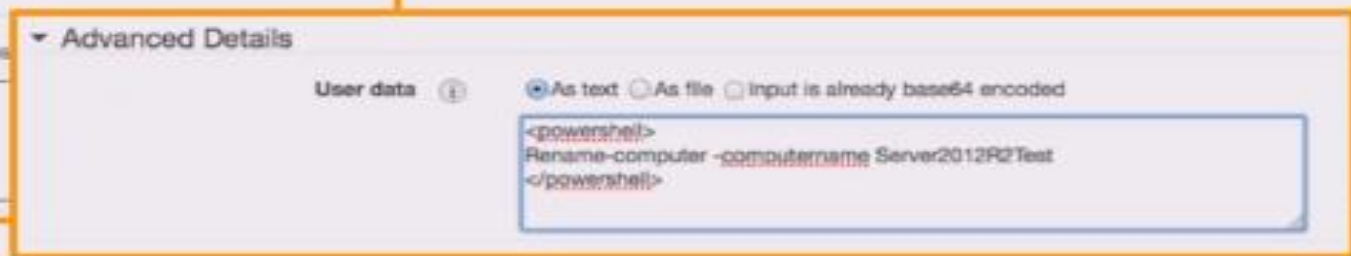 Advanced Details
User data As text As file Input is already base64 encoded
<powershell>
Rename-computer -computername Server2012R2Test
</powershell>